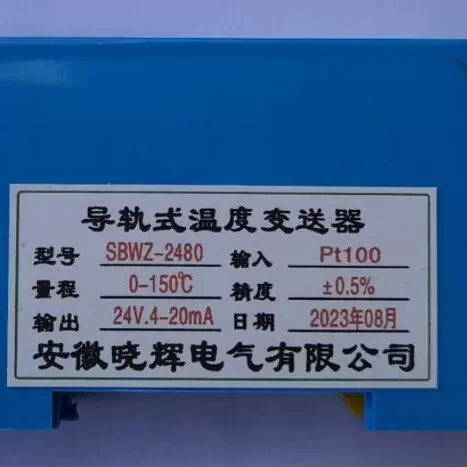 导轨式温度变送器
型号 SBWZ-2480 输入 Pt100
量程 0-150℃ 精度 ±0.5%
输出 24V.4-20mA 日期 2023年08月
安徽晓辉电气有限公司